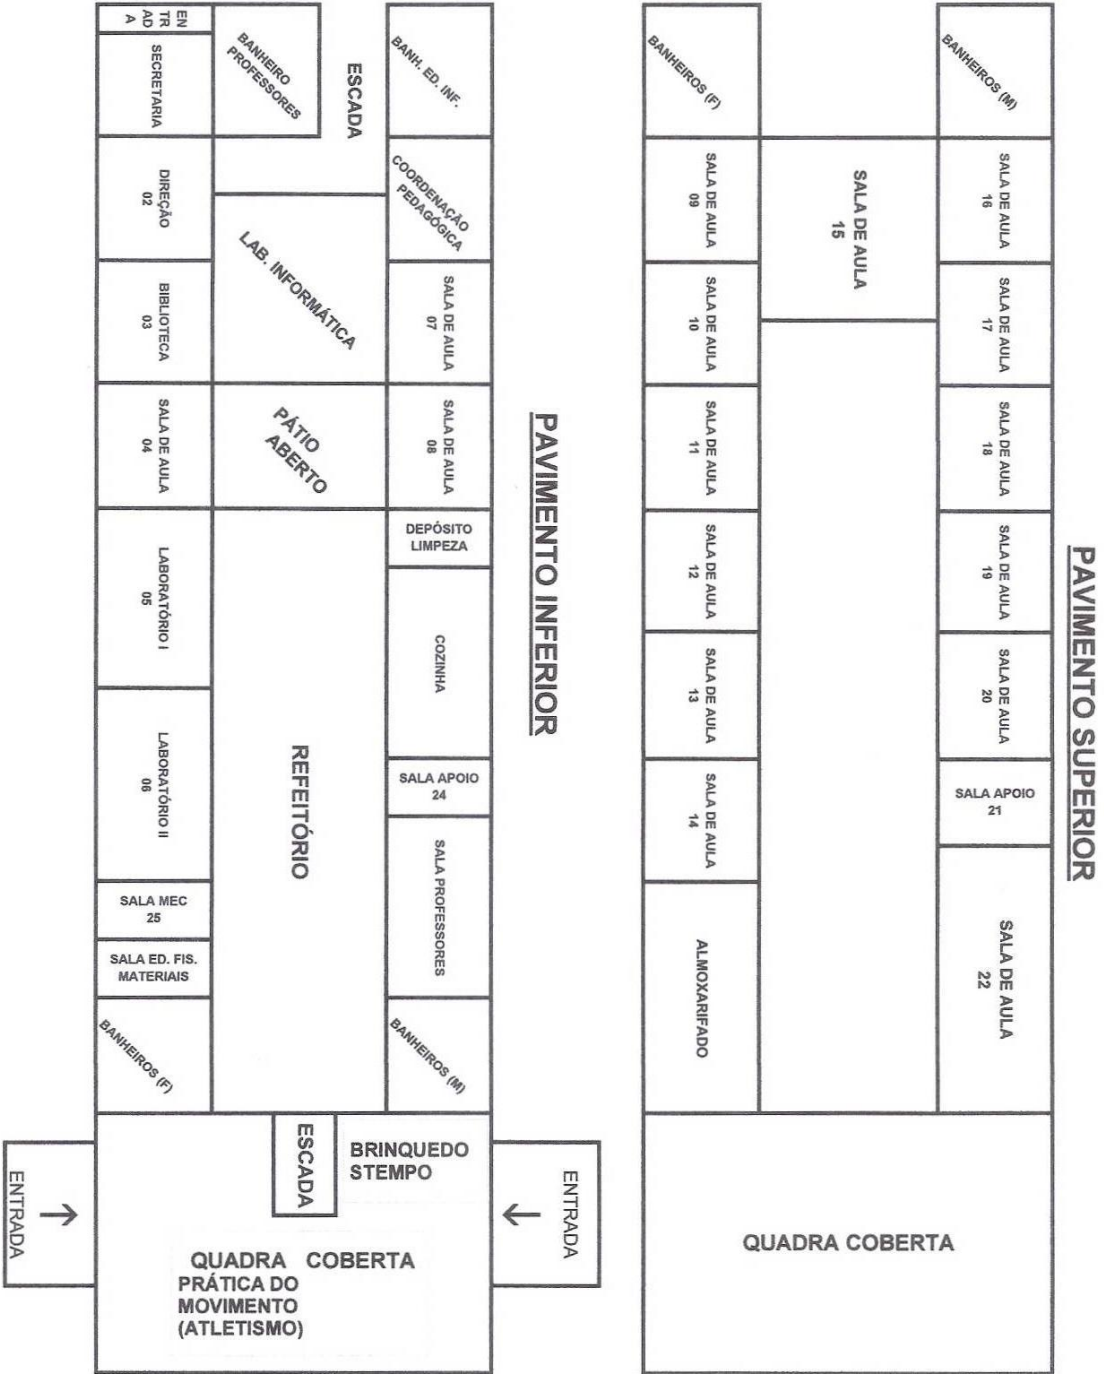 PAVIMENTO INFERIOR
EN
TR
AD
A
SECRETARIA
BANHEIRO
PROFESSORES
ESCADA
BANH. ED. INF.
DIREÇÃO
02
COORDENAÇÃO
PEDAGÓGICA
LAB. INFORMÁTICA
BIBLIOTECA
03
SALA DE AULA
07
SALA DE AULA
04
PÁTIO
ABERTO
SALA DE AULA
08
DEPÓSITO
LIMPEZA
LABORATÓRIO I
05
COZINHA
REFEITÓRIO
LABORATÓRIO II
06
SALA APOIO
24
SALA PROFESSORES
SALA MEC
25
SALA ED. FIS.
MATERIAIS
BANHEIROS (F)
BANHEIROS (M)
ESCADA
BRINQUEDO
STEMPO
ENTRADA
→
ENTRADA
←
QUADRA COBERTA
PRÁTICA DO
MOVIMENTO
(ATLETISMO)
PAVIMENTO SUPERIOR
BANHEIROS (F)
BANHEIROS (M)
SALA DE AULA
09
SALA DE AULA
15
SALA DE AULA
16
SALA DE AULA
10
SALA DE AULA
17
SALA DE AULA
11
SALA DE AULA
18
SALA DE AULA
12
SALA DE AULA
19
SALA DE AULA
13
SALA DE AULA
20
SALA DE AULA
14
SALA APOIO
21
ALMOXARIFADO
SALA DE AULA
22
QUADRA COBERTA